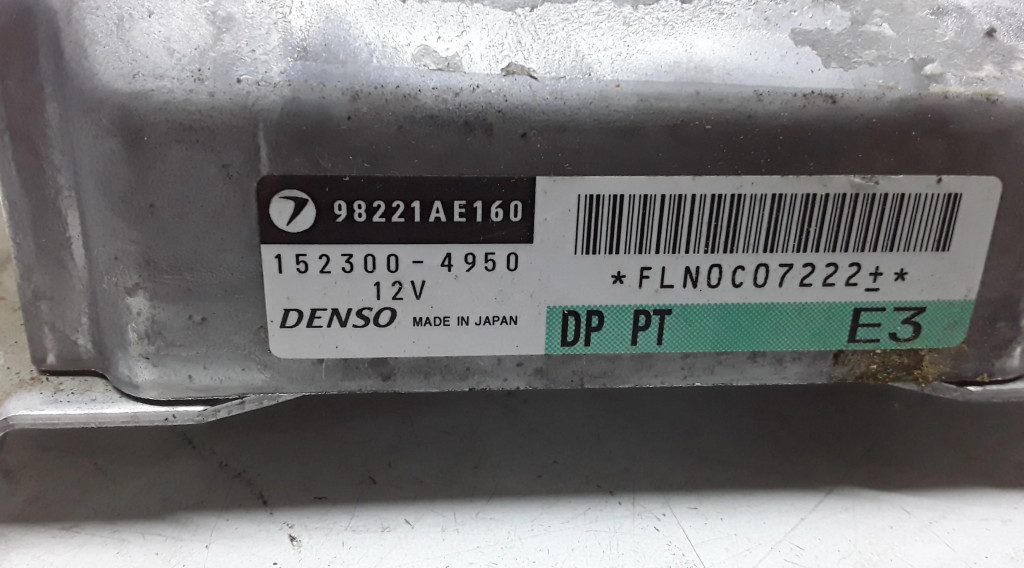 98221AE160
152300-4950
12V
DENSO MADE IN JAPAN
*FLN0C07222±*
DP PT E3